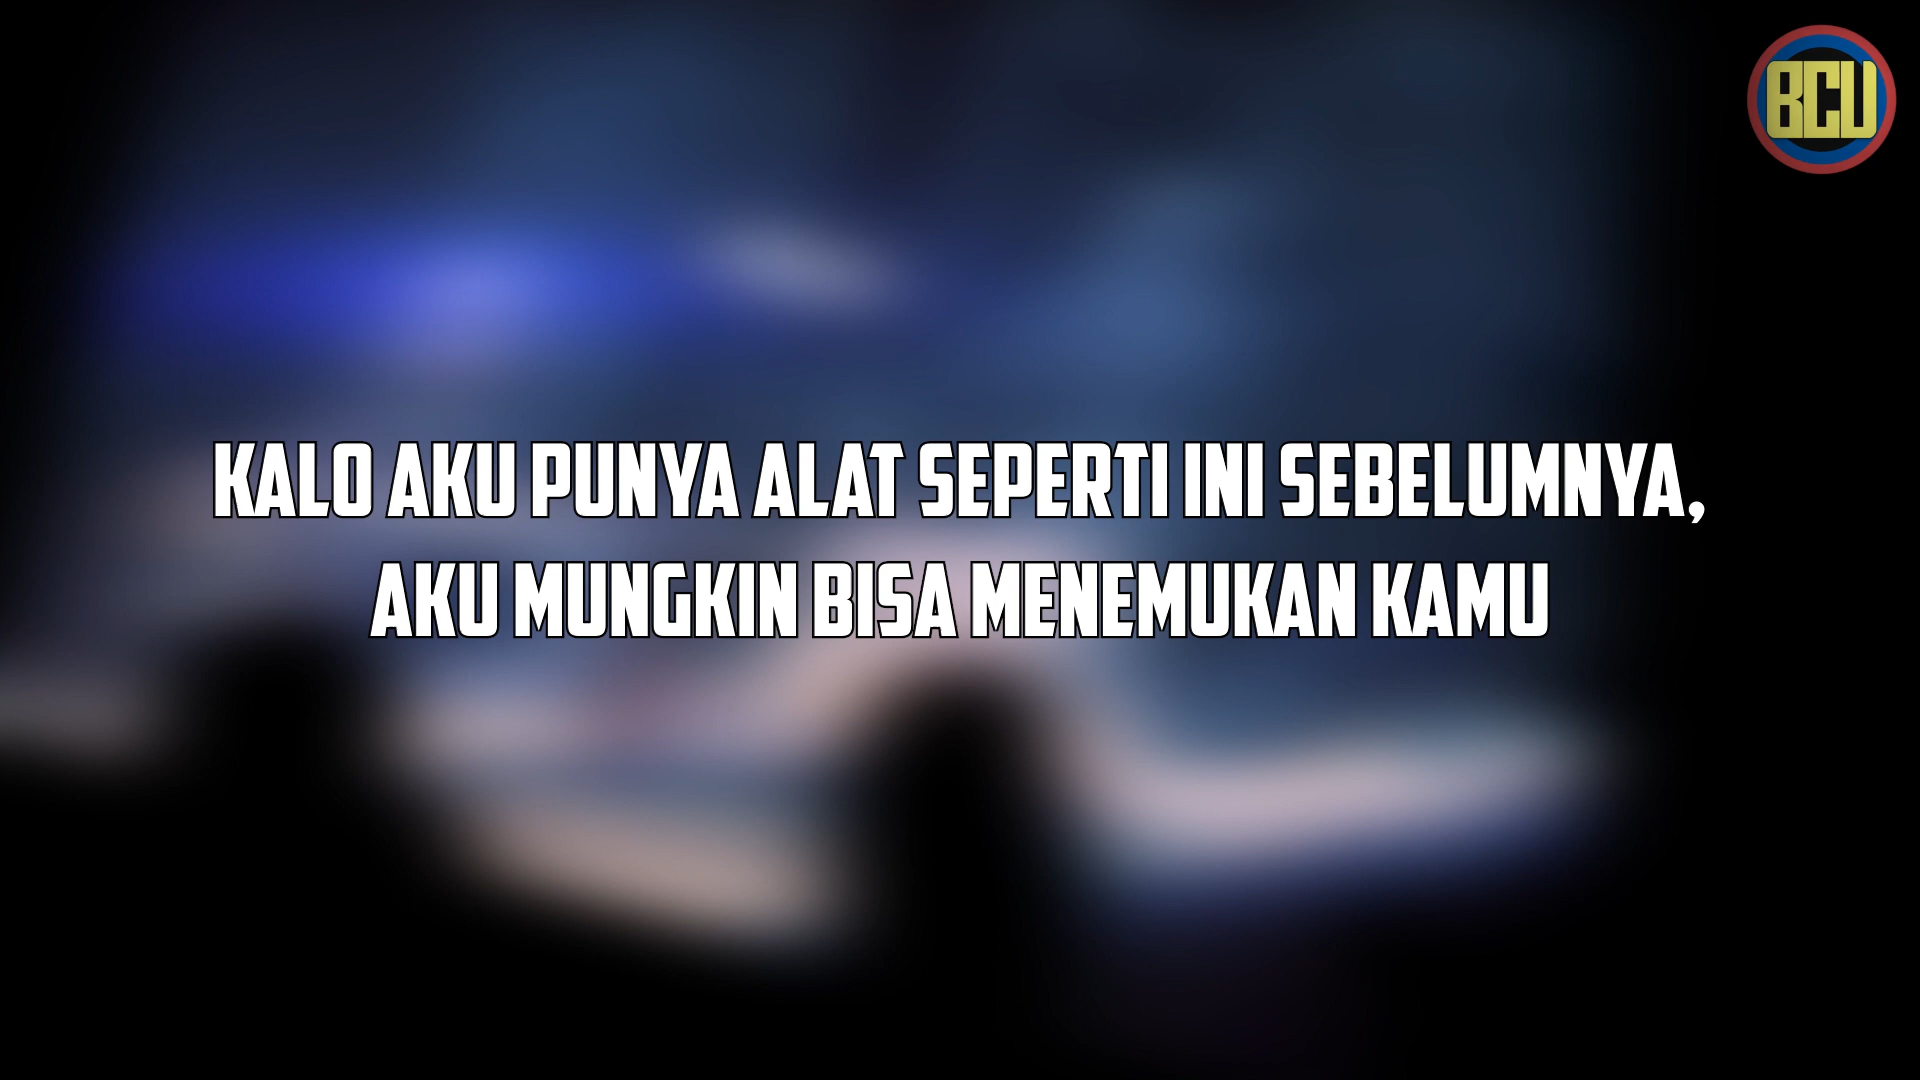 BCU
KALO AKU PUNYA ALAT SEPERTI INI SEBELUMNYA,
AKU MUNGKIN BISA MENEMUKAN KAMU